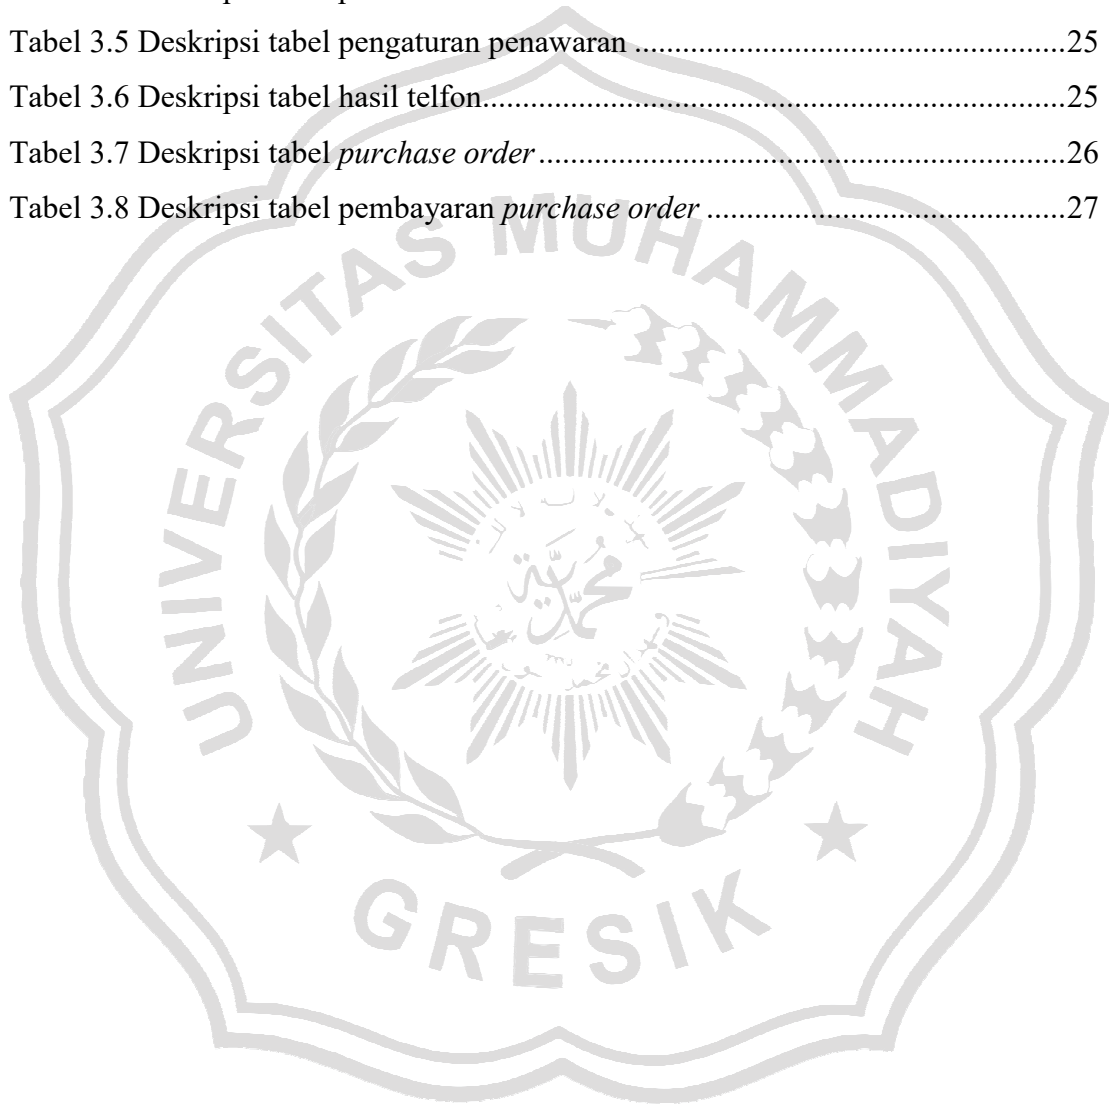 Tabel 3.5 Deskripsi tabel pengaturan penawaran ......................................................25
Tabel 3.6 Deskripsi tabel hasil telfon.........................................................................25
Tabel 3.7 Deskripsi tabel purchase order ..................................................................26
Tabel 3.8 Deskripsi tabel pembayaran purchase order .............................................27
UNIVERSITAS MUHAMMADIYAH
محمدية
GRESIK